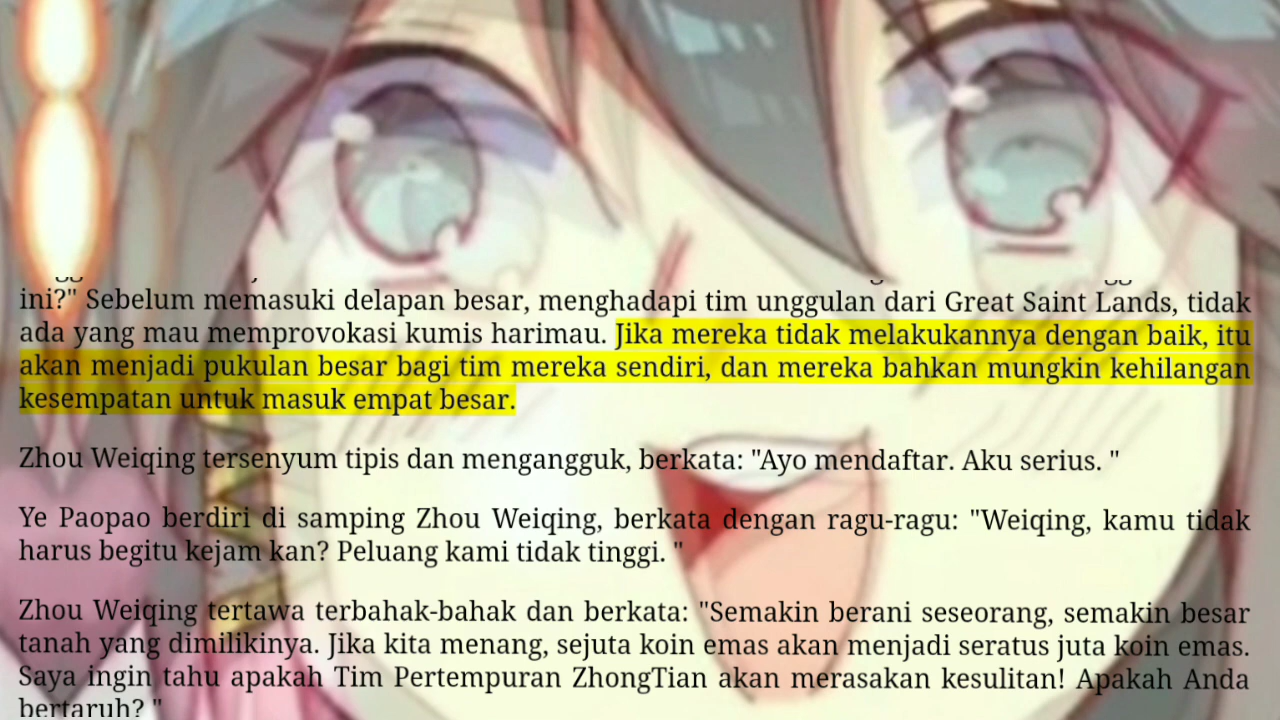 ini?" Sebelum memasuki delapan besar, menghadapi tim unggulan dari Great Saint Lands, tidak
ada yang mau memprovokasi kumis harimau. Jika mereka tidak melakukannya dengan baik, itu
akan menjadi pukulan besar bagi tim mereka sendiri, dan mereka bahkan mungkin kehilangan
kesempatan untuk masuk empat besar.
Zhou Weiqing tersenyum tipis dan mengangguk, berkata: "Ayo mendaftar. Aku serius. "
Ye Paopao berdiri di samping Zhou Weiqing, berkata dengan ragu-ragu: "Weiqing, kamu tidak
harus begitu kejam kan? Peluang kami tidak tinggi. "
Zhou Weiqing tertawa terbahak-bahak dan berkata: "Semakin berani seseorang, semakin besar
tanah yang dimilikinya. Jika kita menang, sejuta koin emas akan menjadi seratus juta koin emas.
Saya ingin tahu apakah Tim Pertempuran ZhongTian akan merasakan kesulitan! Apakah Anda
bertaruh? "